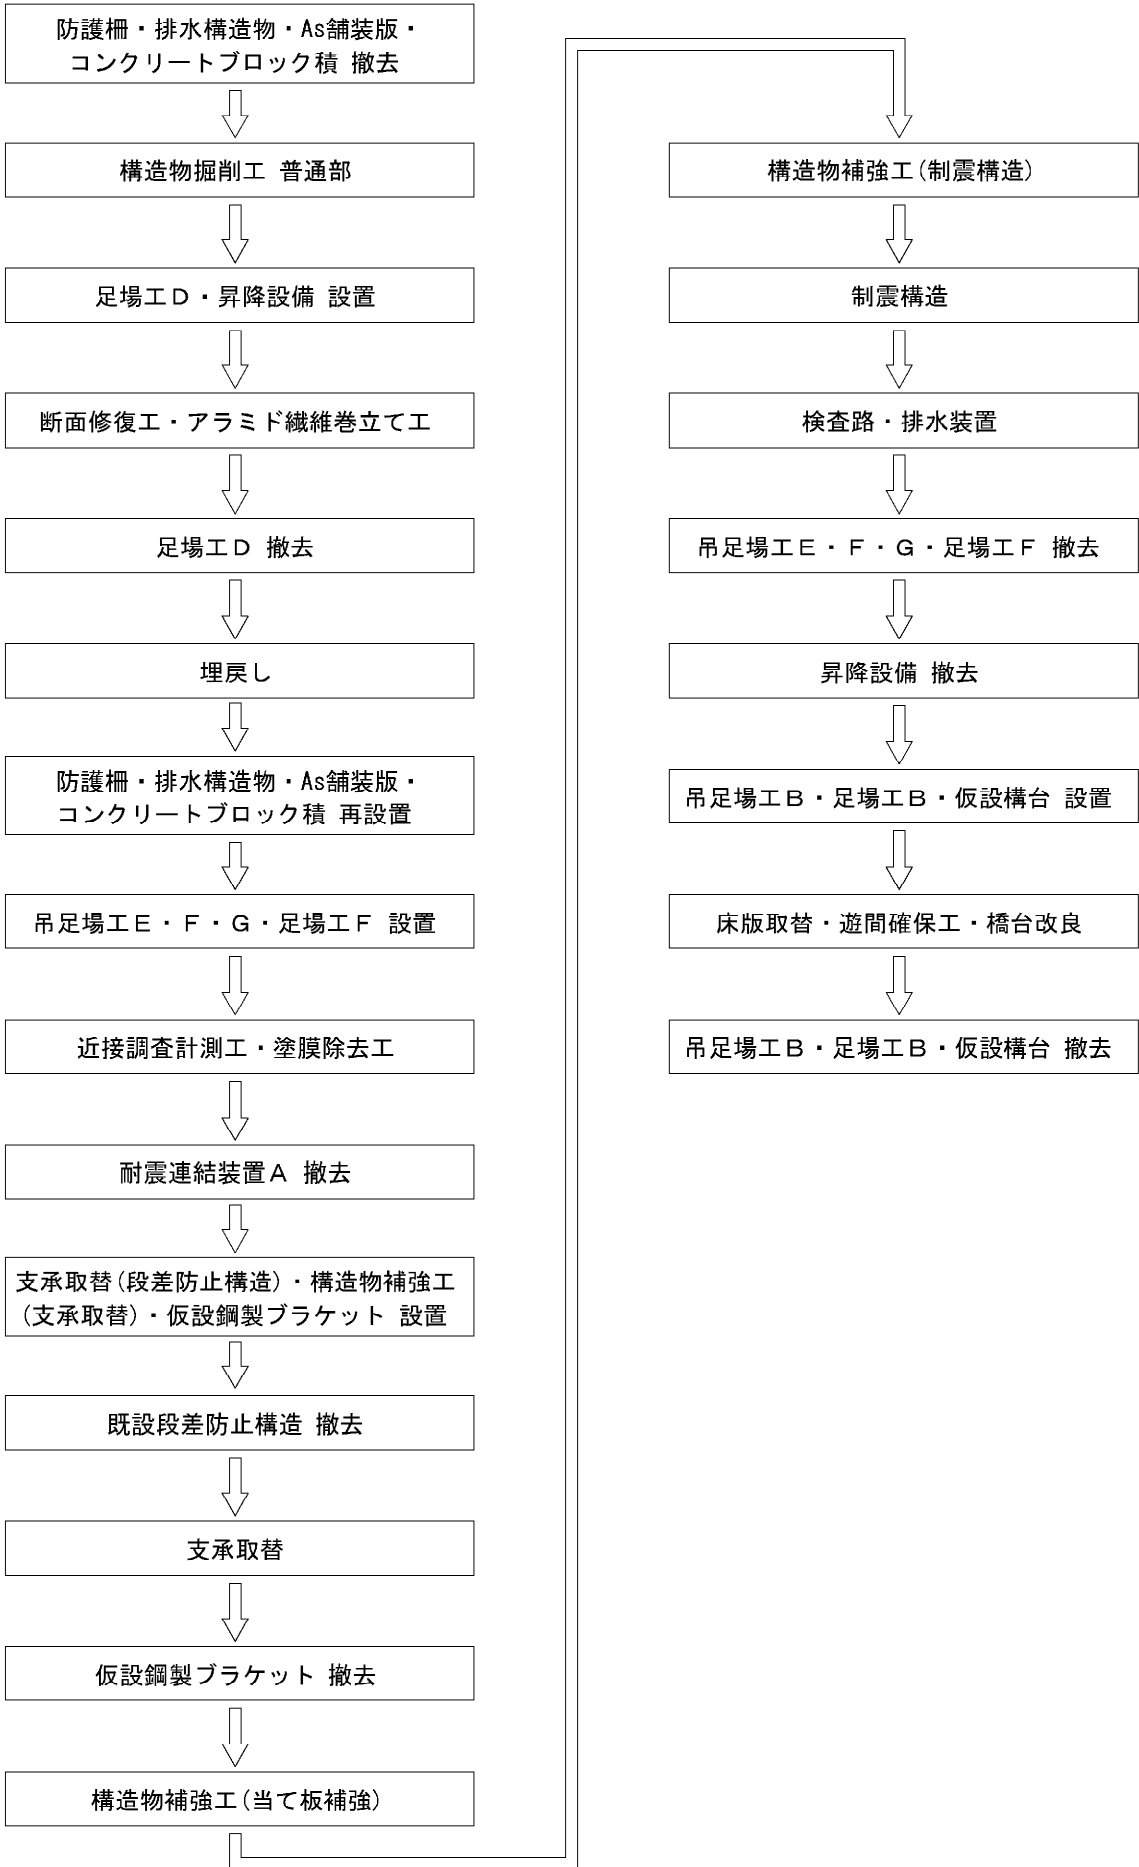 防護柵・排水構造物・As舗装版・
コンクリートブロック積 撤去
構造物掘削工 普通部
足場工Ｄ・昇降設備 設置
断面修復工・アラミド繊維巻立て工
足場工Ｄ 撤去
埋戻し
防護柵・排水構造物・As舗装版・
コンクリートブロック積 再設置
吊足場工Ｅ・Ｆ・Ｇ・足場工Ｆ 設置
近接調査計測工・塗膜除去工
耐震連結装置Ａ 撤去
支承取替(段差防止構造)・構造物補強工
(支承取替)・仮設鋼製ブラケット 設置
既設段差防止構造 撤去
支承取替
仮設鋼製ブラケット 撤去
構造物補強工(当て板補強)
構造物補強工(制震構造)
制震構造
検査路・排水装置
吊足場工Ｅ・Ｆ・Ｇ・足場工Ｆ 撤去
昇降設備 撤去
吊足場工Ｂ・足場工Ｂ・仮設構台 設置
床版取替・遊間確保工・橋台改良
吊足場工Ｂ・足場工Ｂ・仮設構台 撤去